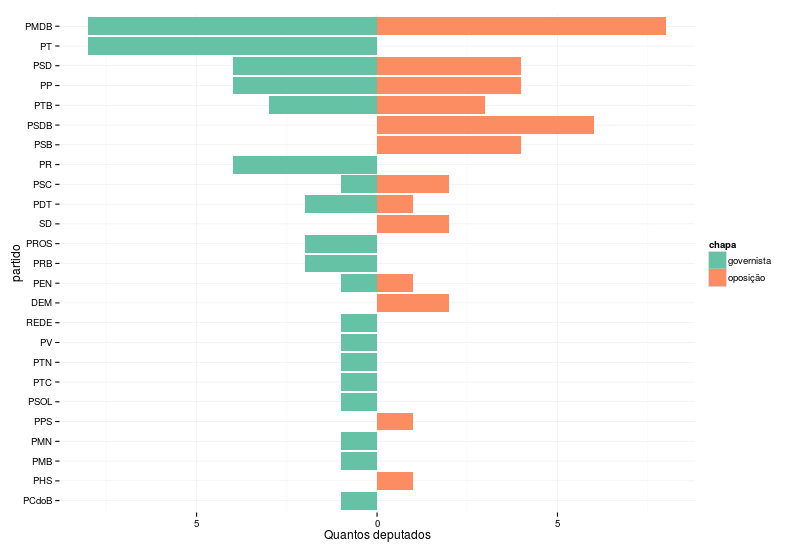 PMDB
PT
PSD
PP
PTB
PSDB
PSB
PR
PSC
PDT
SD
PROS
PRB
PEN
DEM
REDE
PV
PTN
PTC
PSOL
PPS
PMN
PMB
PHS
PCdoB
partido
5 0 5
Quantos deputados
chapa
governista
oposição